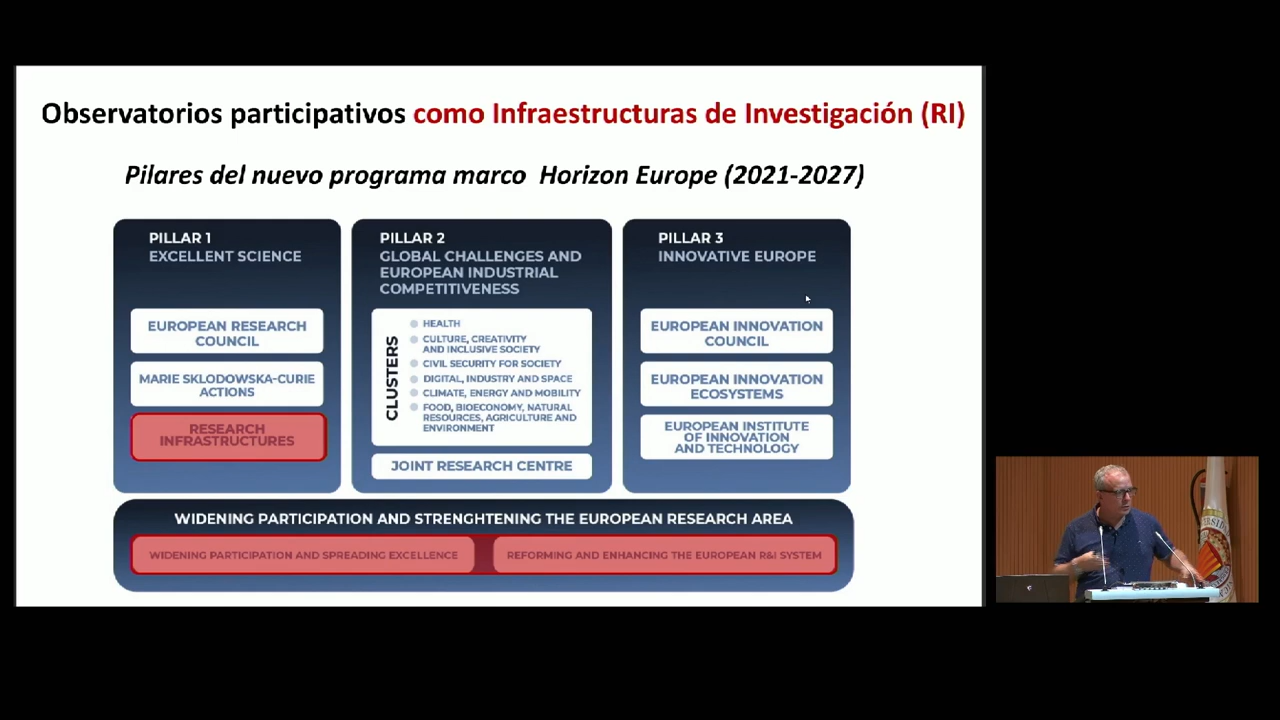 Observatorios participativos como Infraestructuras de Investigación (RI)
Pilares del nuevo programa marco Horizon Europe (2021-2027)
PILLAR 1
EXCELLENT SCIENCE
EUROPEAN RESEARCH
COUNCIL
MARIE SKLODOWSKA-CURIE
ACTIONS
RESEARCH
INFRASTRUCTURES
PILLAR 2
GLOBAL CHALLENGES AND
EUROPEAN INDUSTRIAL
COMPETITIVENESS
CLUSTERS
HEALTH
CULTURE, CREATIVITY
AND INCLUSIVE SOCIETY
CIVIL SECURITY FOR SOCIETY
DIGITAL, INDUSTRY AND SPACE
CLIMATE, ENERGY AND MOBILITY
FOOD, BIOECONOMY, NATURAL
RESOURCES, AGRICULTURE AND
ENVIRONMENT
JOINT RESEARCH CENTRE
PILLAR 3
INNOVATIVE EUROPE
EUROPEAN INNOVATION
COUNCIL
EUROPEAN INNOVATION
ECOSYSTEMS
EUROPEAN INSTITUTE
OF INNOVATION
AND TECHNOLOGY
WIDENING PARTICIPATION AND STRENGHTENING THE EUROPEAN RESEARCH AREA
WIDENING PARTICIPATION AND SPREADING EXCELLENCE
REFORMING AND ENHANCING THE EUROPEAN R&I SYSTEM